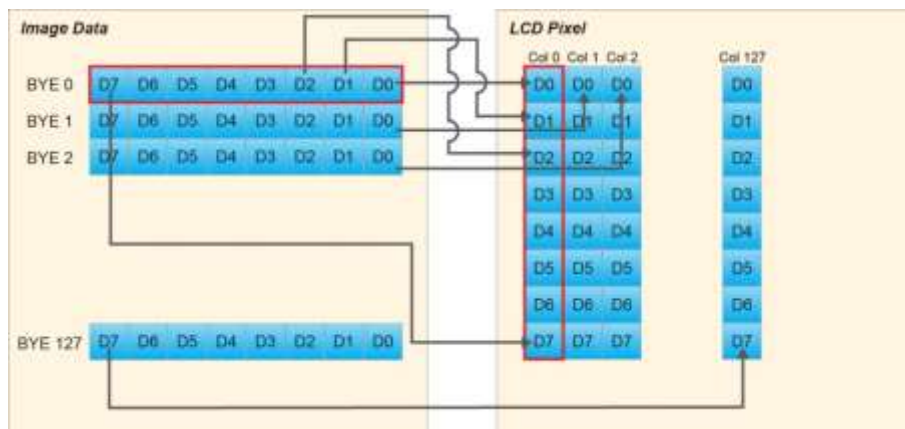 Image Data
LCD Pixel
Col 0 Col 1 Col 2 Col 127
BYE 0 D7 D6 D5 D4 D3 D2 D1 D0 D0 D0 D0 D0
BYE 1 D7 D6 D5 D4 D3 D2 D1 D0 D1 D1 D1 D1
BYE 2 D7 D6 D5 D4 D3 D2 D1 D0 D2 D2 D2 D2
D3 D3 D3 D3
D4 D4 D4 D4
D5 D5 D5 D5
D6 D6 D6 D6
BYE 127 D7 D6 D5 D4 D3 D2 D1 D0 D7 D7 D7 D7